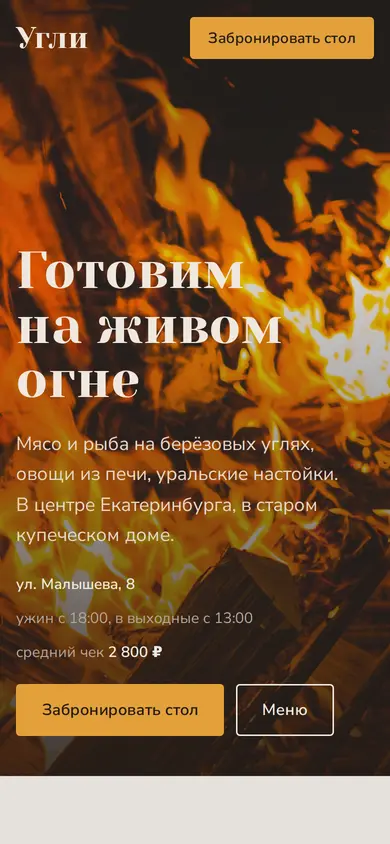 Угли
Забронировать стол
Готовим
на живом
огне
Мясо и рыба на берёзовых углях,
овощи из печи, уральские настойки.
В центре Екатеринбурга, в старом
купеческом доме.
ул. Малышева, 8
ужин с 18:00, в выходные с 13:00
средний чек 2 800 ₽
Забронировать стол
Меню